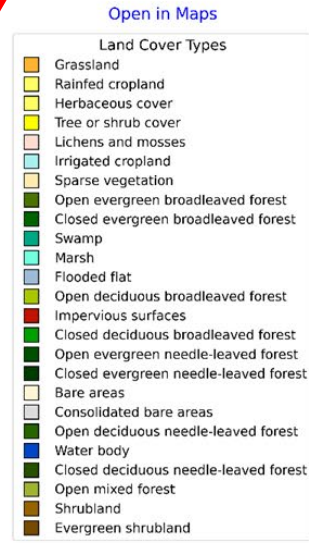 Open in Maps
Land Cover Types
Grassland
Rainfed cropland
Herbaceous cover
Tree or shrub cover
Lichens and mosses
Irrigated cropland
Sparse vegetation
Open evergreen broadleaved forest
Closed evergreen broadleaved forest
Swamp
Marsh
Flooded flat
Open deciduous broadleaved forest
Impervious surfaces
Closed deciduous broadleaved forest
Open evergreen needle-leaved forest
Closed evergreen needle-leaved forest
Bare areas
Consolidated bare areas
Open deciduous needle-leaved forest
Water body
Closed deciduous needle-leaved forest
Open mixed forest
Shrubland
Evergreen shrubland